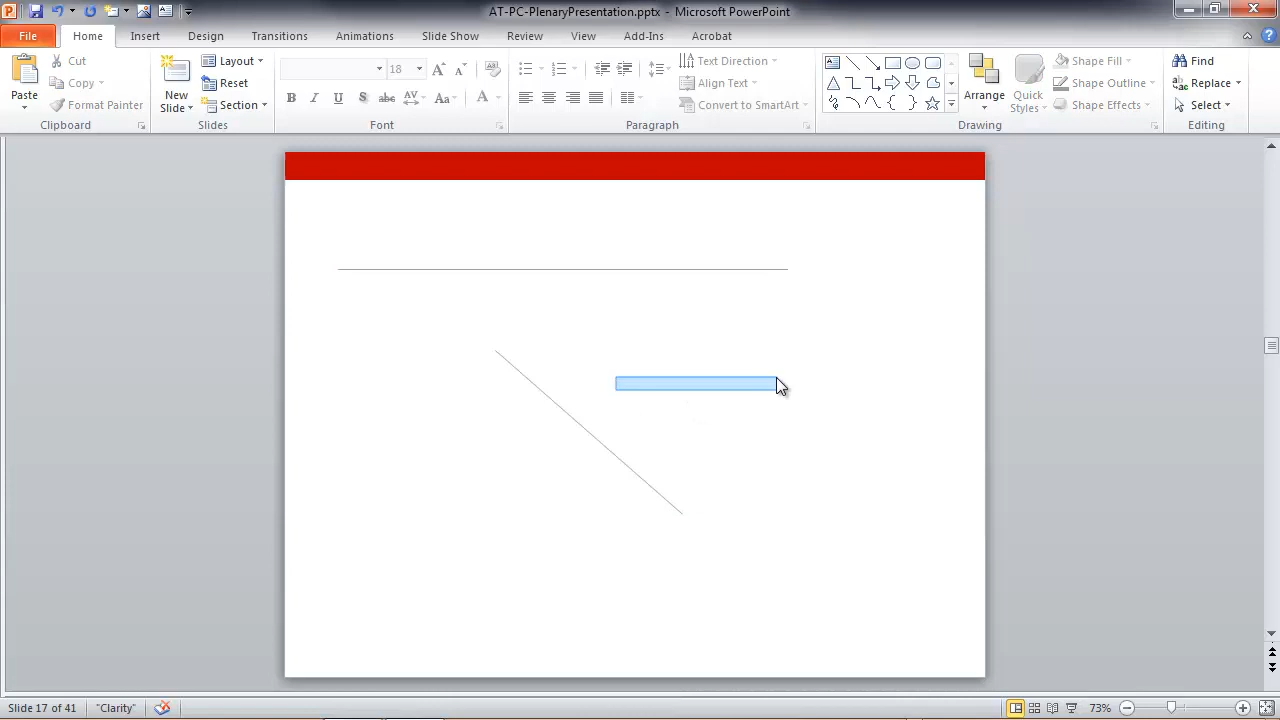 AT-PC-PlenaryPresentation.pptx - Microsoft PowerPoint
File Home Insert Design Transitions Animations Slide Show Review View Add-Ins Acrobat
Paste
Cut
Copy
Format Painter
Clipboard
New Slide
Layout
Reset
Section
Slides
18
B I U S abc AV Aa A
Font
Text Direction
Align Text
Convert to SmartArt
Paragraph
Arrange
Quick Styles
Shape Fill
Shape Outline
Shape Effects
Drawing
Find
Replace
Select
Editing
Slide 17 of 41 "Clarity" 73%